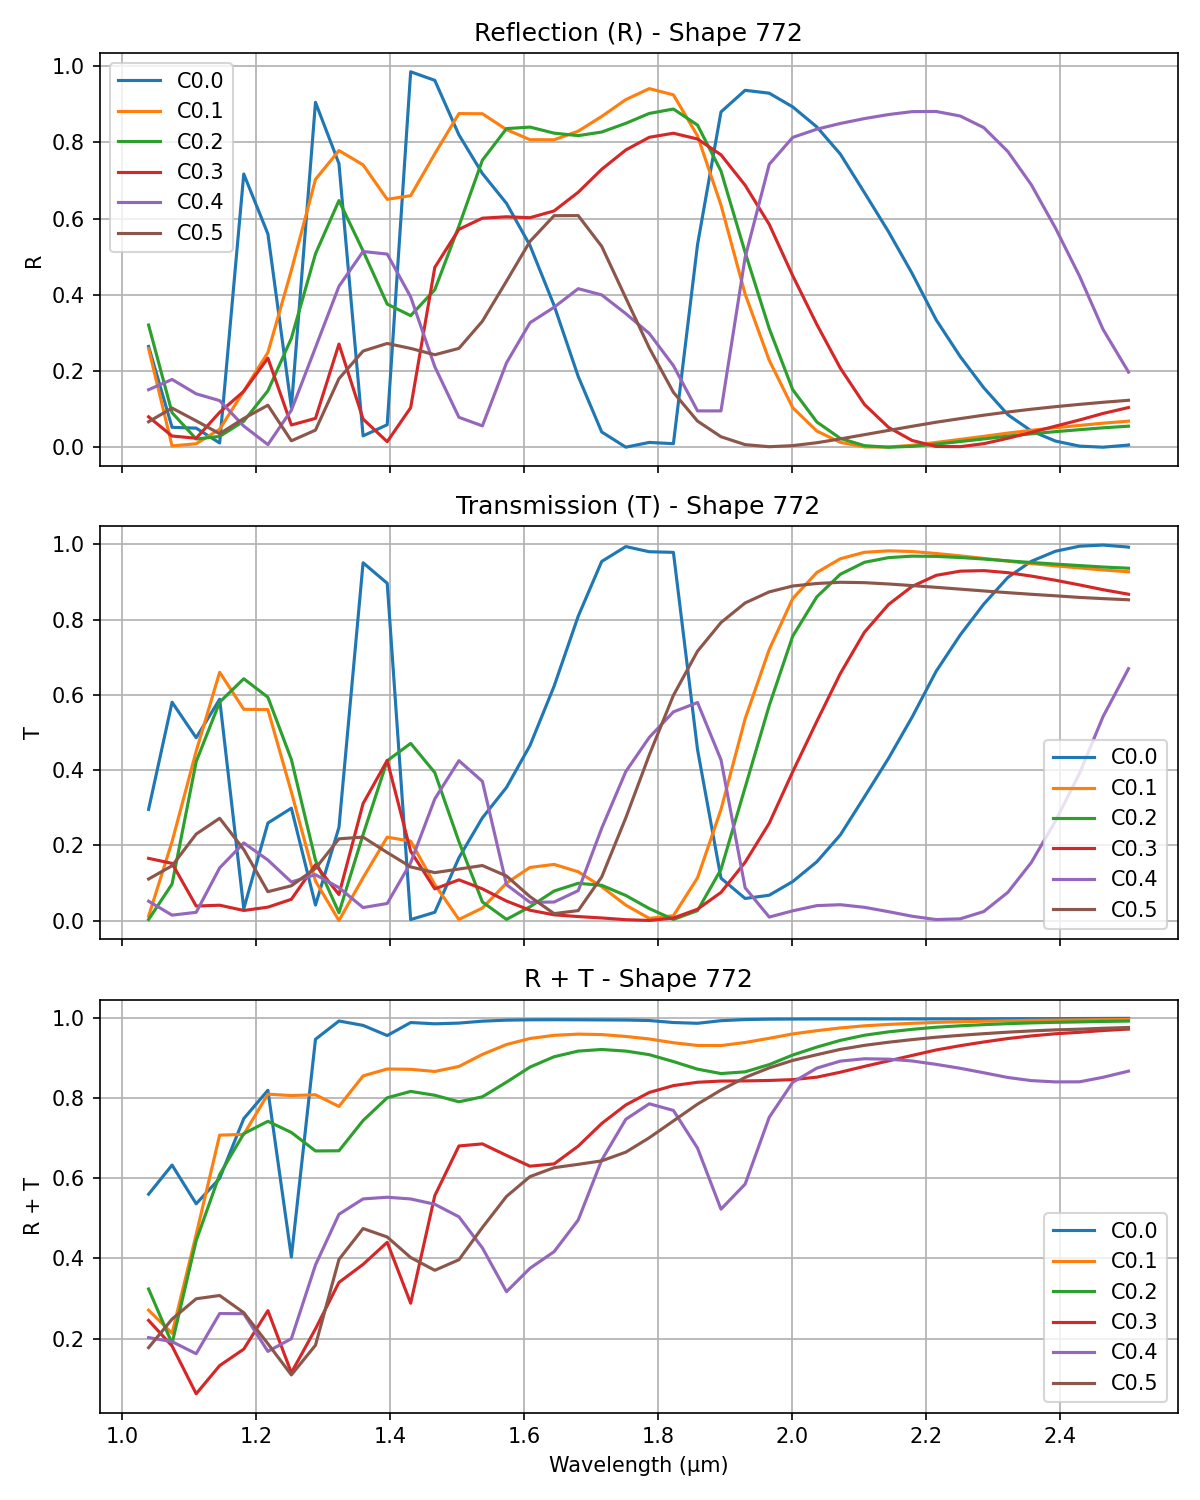 Reflection (R) - Shape 772
1.0
0.8
0.6
0.4
0.2
0.0
R
C0.0
C0.1
C0.2
C0.3
C0.4
C0.5
Transmission (T) - Shape 772
1.0
0.8
0.6
0.4
0.2
0.0
T
C0.0
C0.1
C0.2
C0.3
C0.4
C0.5
R + T - Shape 772
1.0
0.8
0.6
0.4
0.2
R + T
C0.0
C0.1
C0.2
C0.3
C0.4
C0.5
1.0 1.2 1.4 1.6 1.8 2.0 2.2 2.4
Wavelength (µm)